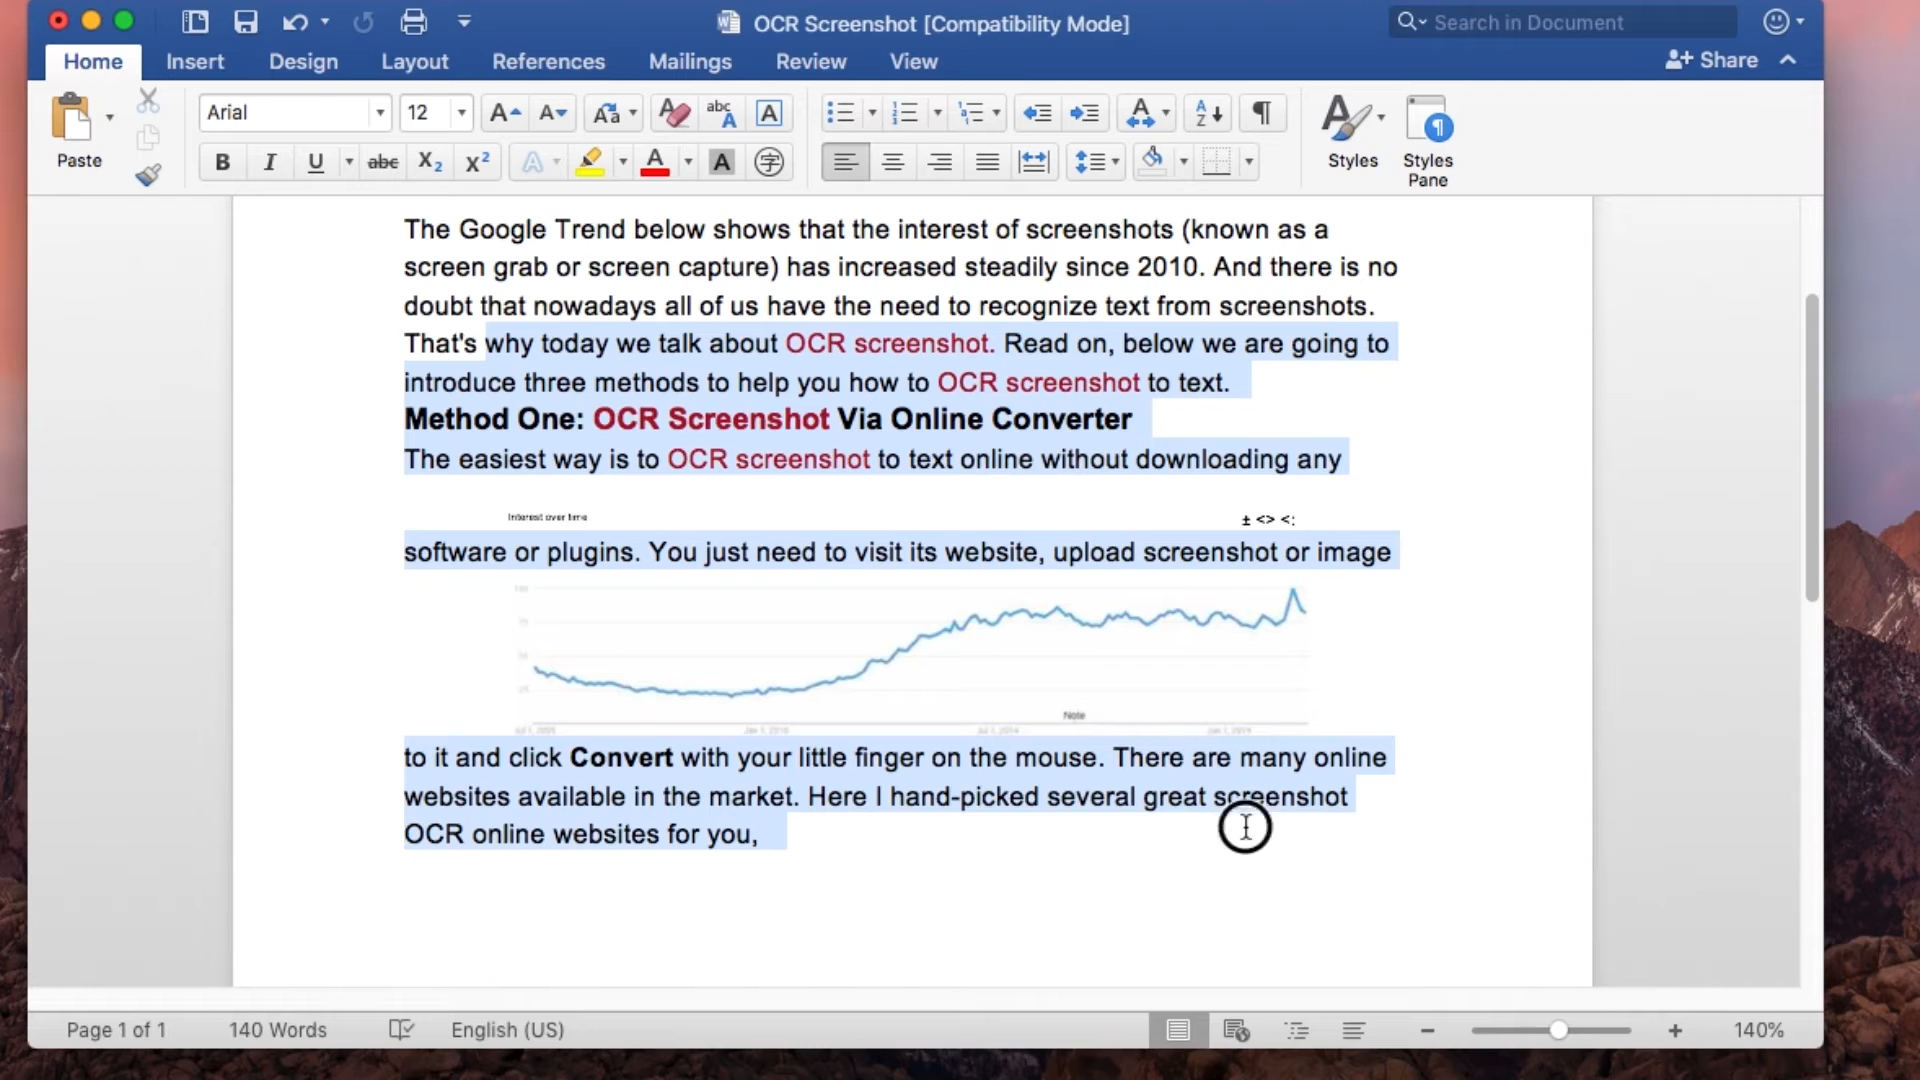 OCR Screenshot [Compatibility Mode]
Search in Document
Home Insert Design Layout References Mailings Review View
Share
Paste
Arial
12
Styles
Styles Pane
The Google Trend below shows that the interest of screenshots (known as a
screen grab or screen capture) has increased steadily since 2010. And there is no
doubt that nowadays all of us have the need to recognize text from screenshots.
That's why today we talk about OCR screenshot. Read on, below we are going to
introduce three methods to help you how to OCR screenshot to text.
Method One: OCR Screenshot Via Online Converter
The easiest way is to OCR screenshot to text online without downloading any
Interest over time ± <> <:
software or plugins. You just need to visit its website, upload screenshot or image
Note
to it and click Convert with your little finger on the mouse. There are many online
websites available in the market. Here I hand-picked several great screenshot
OCR online websites for you,
Page 1 of 1 140 Words English (US) 140%